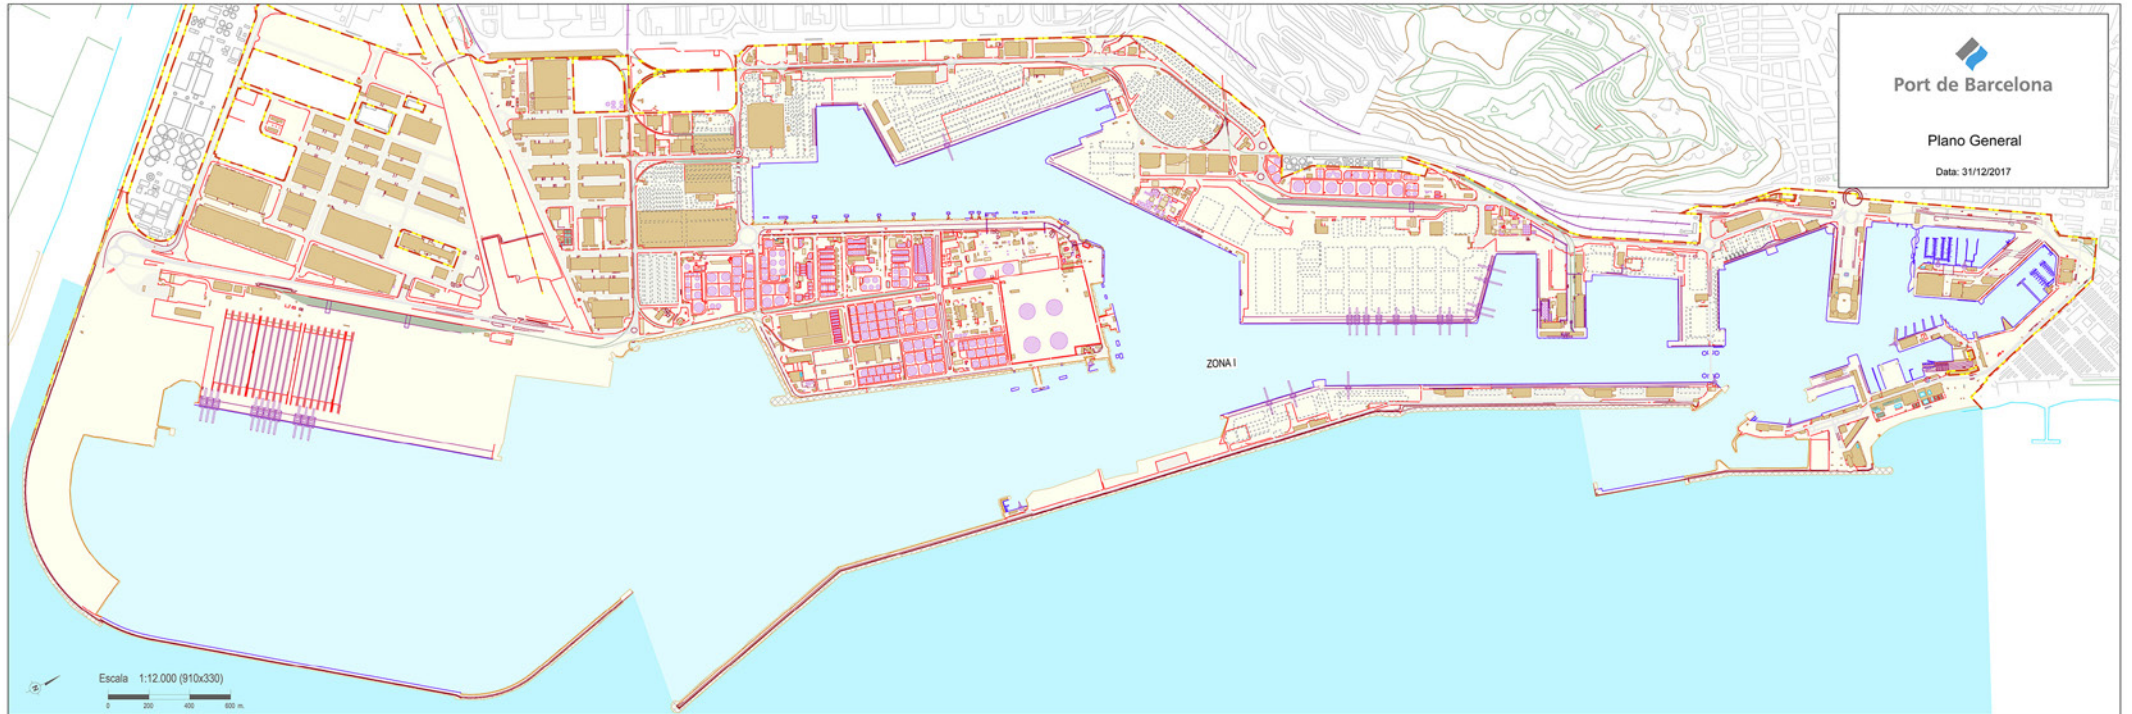 Port de Barcelona
Plano General
Data: 31/12/2017
ZONA I
Escala 1:12.000 (910x330)
0 200 400 600 m.